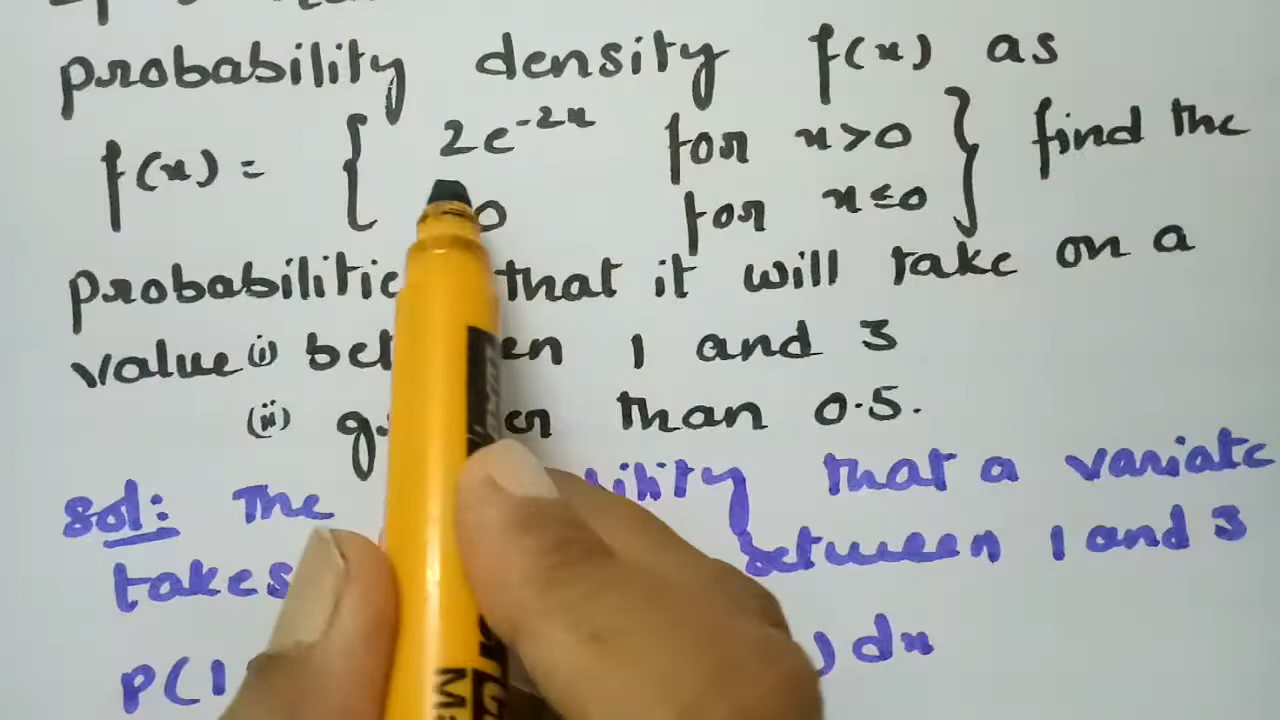 probability density f(x) as
f(x) = { 2e^-2x for x>0 } find the
0 for x≤0
probabilitie that it will take on a
value (i) bet en 1 and 3
(ii) g er than 0.5.
Sol: The bility that a variate
takes between 1 and 3
P(1 ) dx